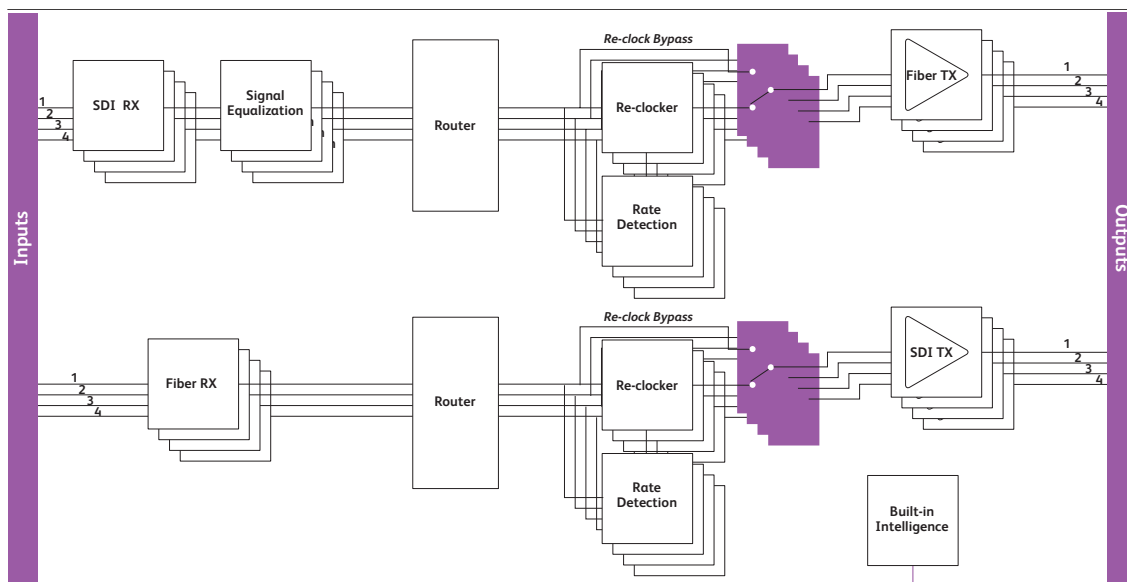 Inputs
Re-clock Bypass
1
2
3
4
SDI RX
Signal
Equalization
Router
Re-clocker
Rate
Detection
Fiber TX
1
2
3
4
Outputs
Re-clock Bypass
1
2
3
4
Fiber RX
Router
Re-clocker
Rate
Detection
SDI TX
1
2
3
4
Built-in
Intelligence